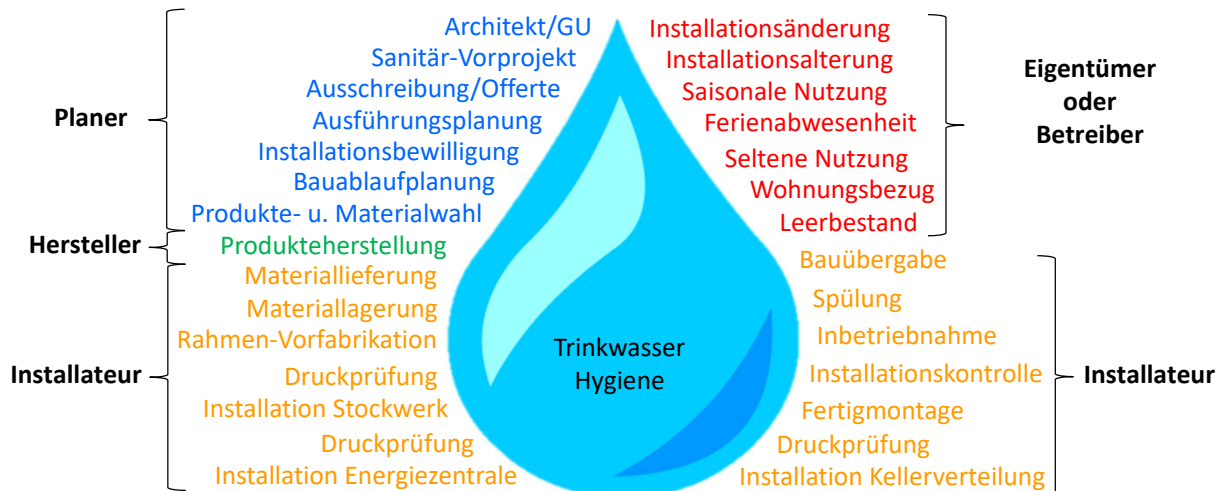 Planer
Architekt/GU
Sanitär-Vorprojekt
Ausschreibung/Offerte
Ausführungsplanung
Installationsbewilligung
Bauablaufplanung
Produkte- u. Materialwahl
Hersteller
Produkteherstellung
Installateur
Materiallieferung
Materiallagerung
Rahmen-Vorfabrikation
Druckprüfung
Installation Stockwerk
Druckprüfung
Installation Energiezentrale
Trinkwasser
Hygiene
Installationsänderung
Installationsalterung
Saisonale Nutzung
Ferienabwesenheit
Seltene Nutzung
Wohnungsbezug
Leerbestand
Eigentümer
oder
Betreiber
Bauübergabe
Spülung
Inbetriebnahme
Installationskontrolle
Fertigmontage
Druckprüfung
Installation Kellerverteilung
Installateur